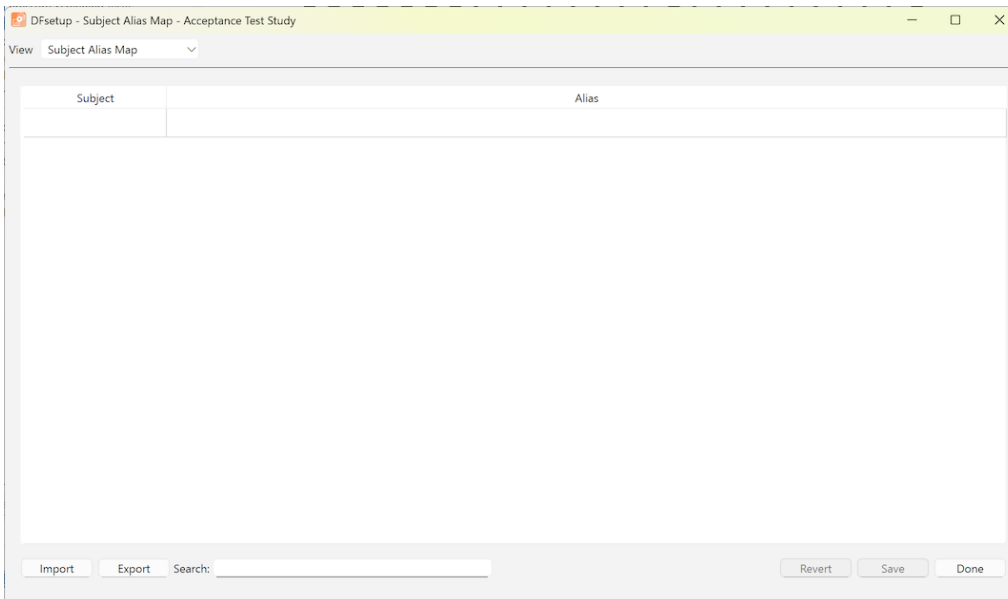 DFsetup - Subject Alias Map - Acceptance Test Study
View Subject Alias Map
Subject Alias
Import Export Search: Revert Save Done